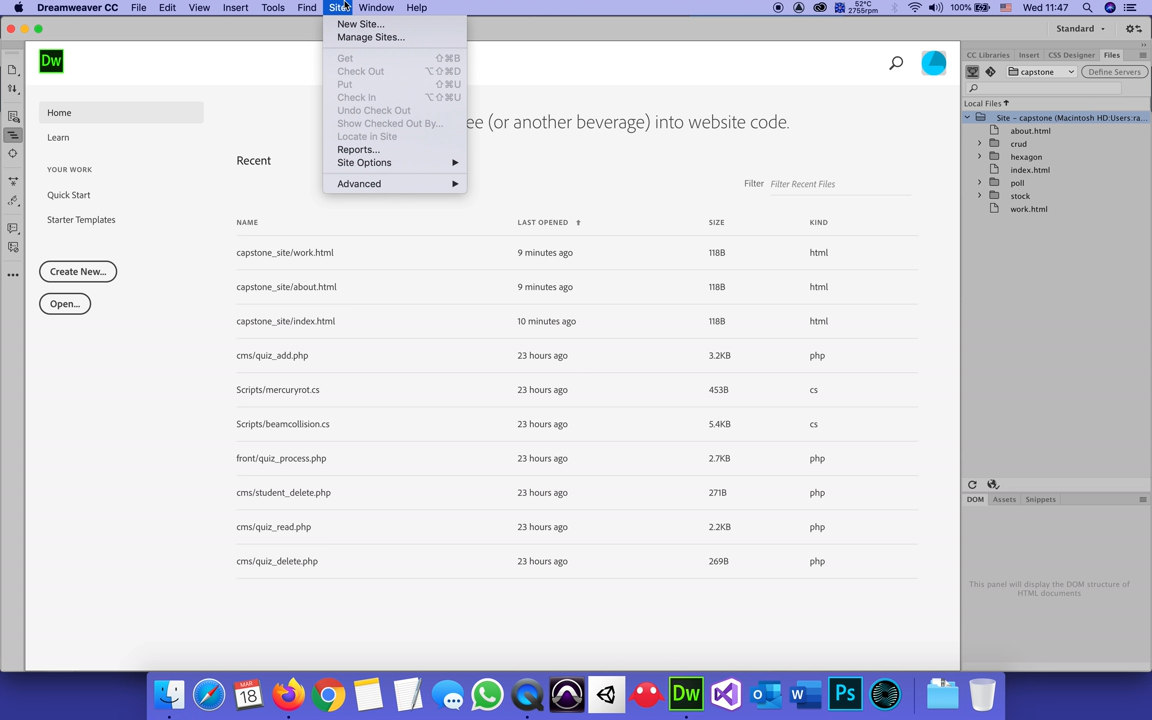 Dreamweaver CC File Edit View Insert Tools Find Site Window Help 52°C 2755rpm 100% Wed 11:47
Standard
New Site...
Manage Sites...
Get ⇧⌘B
Check Out ⌥⇧⌘D
Put ⇧⌘U
Check In ⌥⇧⌘U
Undo Check Out
Show Checked Out By...
Locate in Site
Reports...
Site Options
Advanced
Dw
Home
Learn
YOUR WORK
Quick Start
Starter Templates
Create New...
Open...
ee (or another beverage) into website code.
Recent
Filter Filter Recent Files
NAME LAST OPENED SIZE KIND
capstone_site/work.html 9 minutes ago 118B html
capstone_site/about.html 9 minutes ago 118B html
capstone_site/index.html 10 minutes ago 118B html
cms/quiz_add.php 23 hours ago 3.2KB php
Scripts/mercuryrot.cs 23 hours ago 453B cs
Scripts/beamcollision.cs 23 hours ago 5.4KB cs
front/quiz_process.php 23 hours ago 2.7KB php
cms/student_delete.php 23 hours ago 271B php
cms/quiz_read.php 23 hours ago 2.2KB php
cms/quiz_delete.php 23 hours ago 269B php
CC Libraries Insert CSS Designer Files
capstone Define Servers
Local Files
Site - capstone (Macintosh HD:Users:ra...
about.html
crud
hexagon
index.html
poll
stock
work.html
DOM Assets Snippets
This panel will display the DOM structure of
HTML documents
MAR
18
Dw
Ps